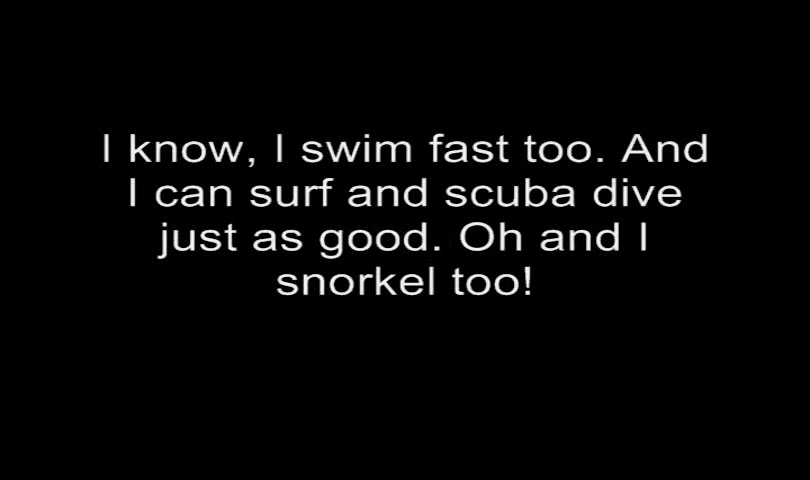 I know, I swim fast too. And
I can surf and scuba dive
just as good. Oh and I
snorkel too!